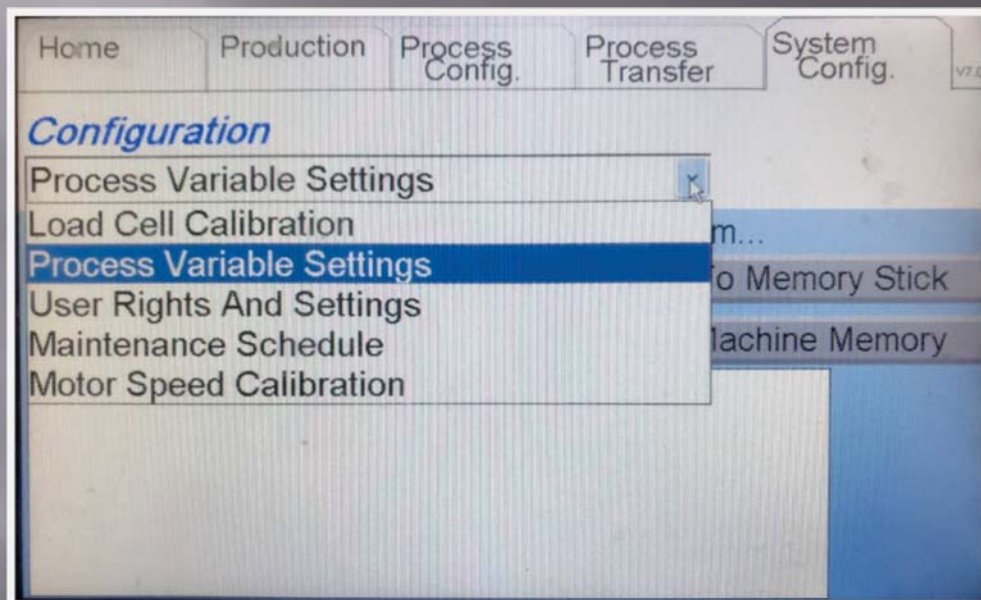 Home
Production
Process
Config.
Process
Transfer
System
Config.
Configuration
Process Variable Settings
Load Cell Calibration
Process Variable Settings
User Rights And Settings
Maintenance Schedule
Motor Speed Calibration
Memory Stick
Memory